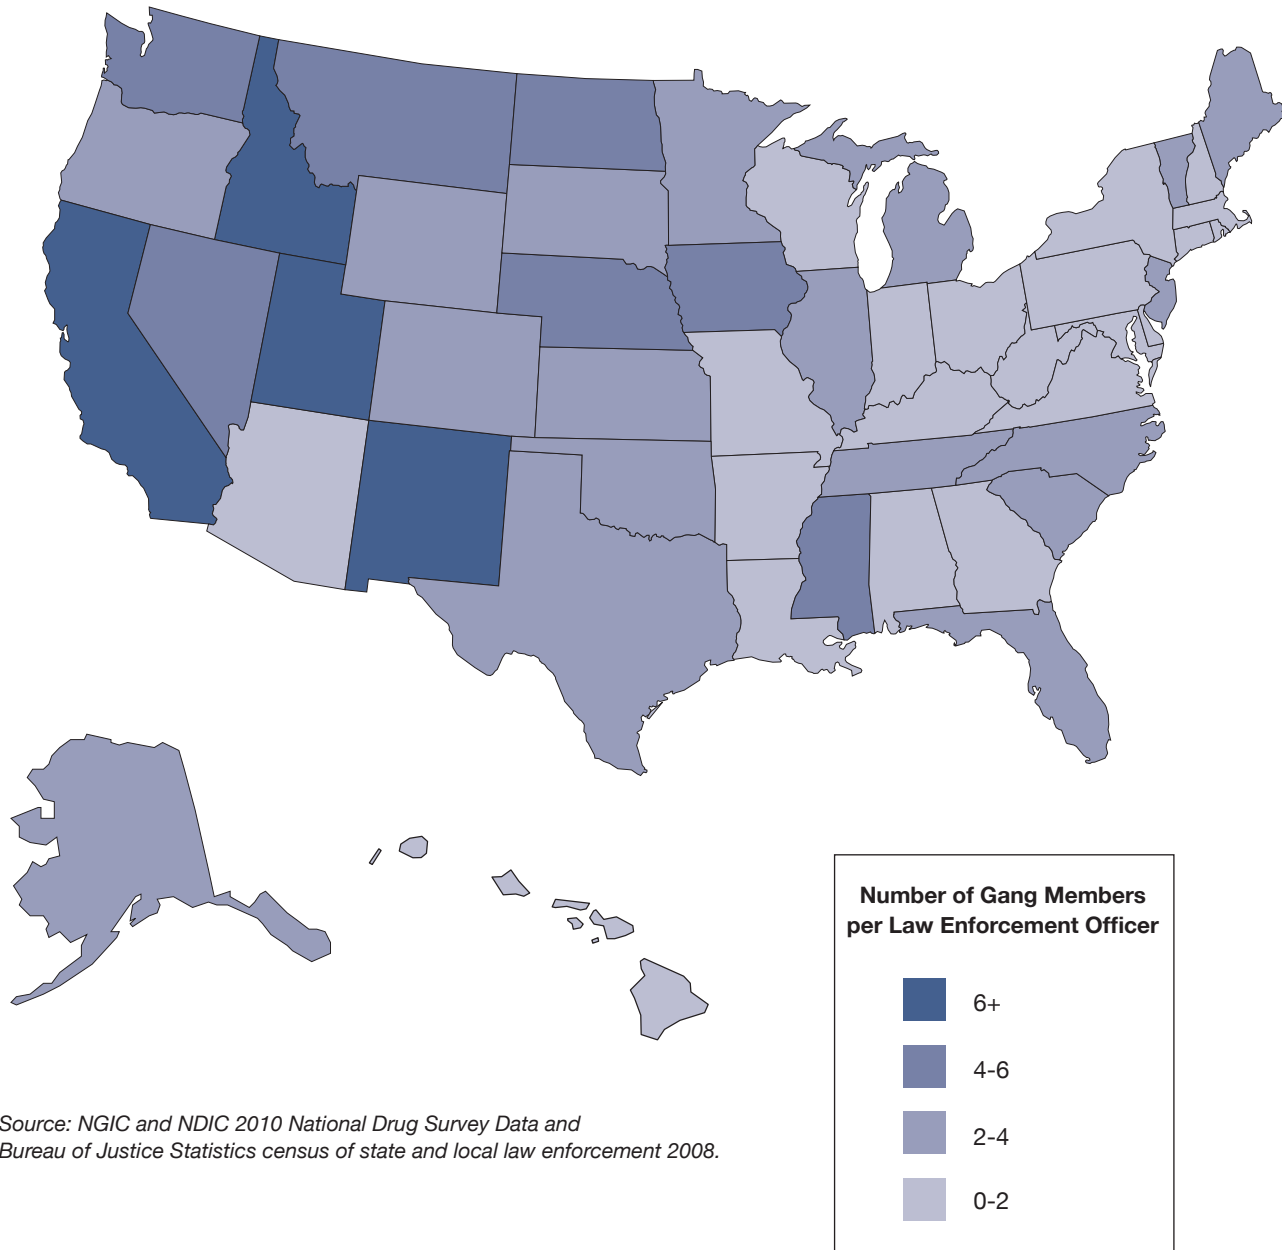 Number of Gang Members
per Law Enforcement Officer
6+
4-6
2-4
0-2
Source: NGIC and NDIC 2010 National Drug Survey Data and
Bureau of Justice Statistics census of state and local law enforcement 2008.